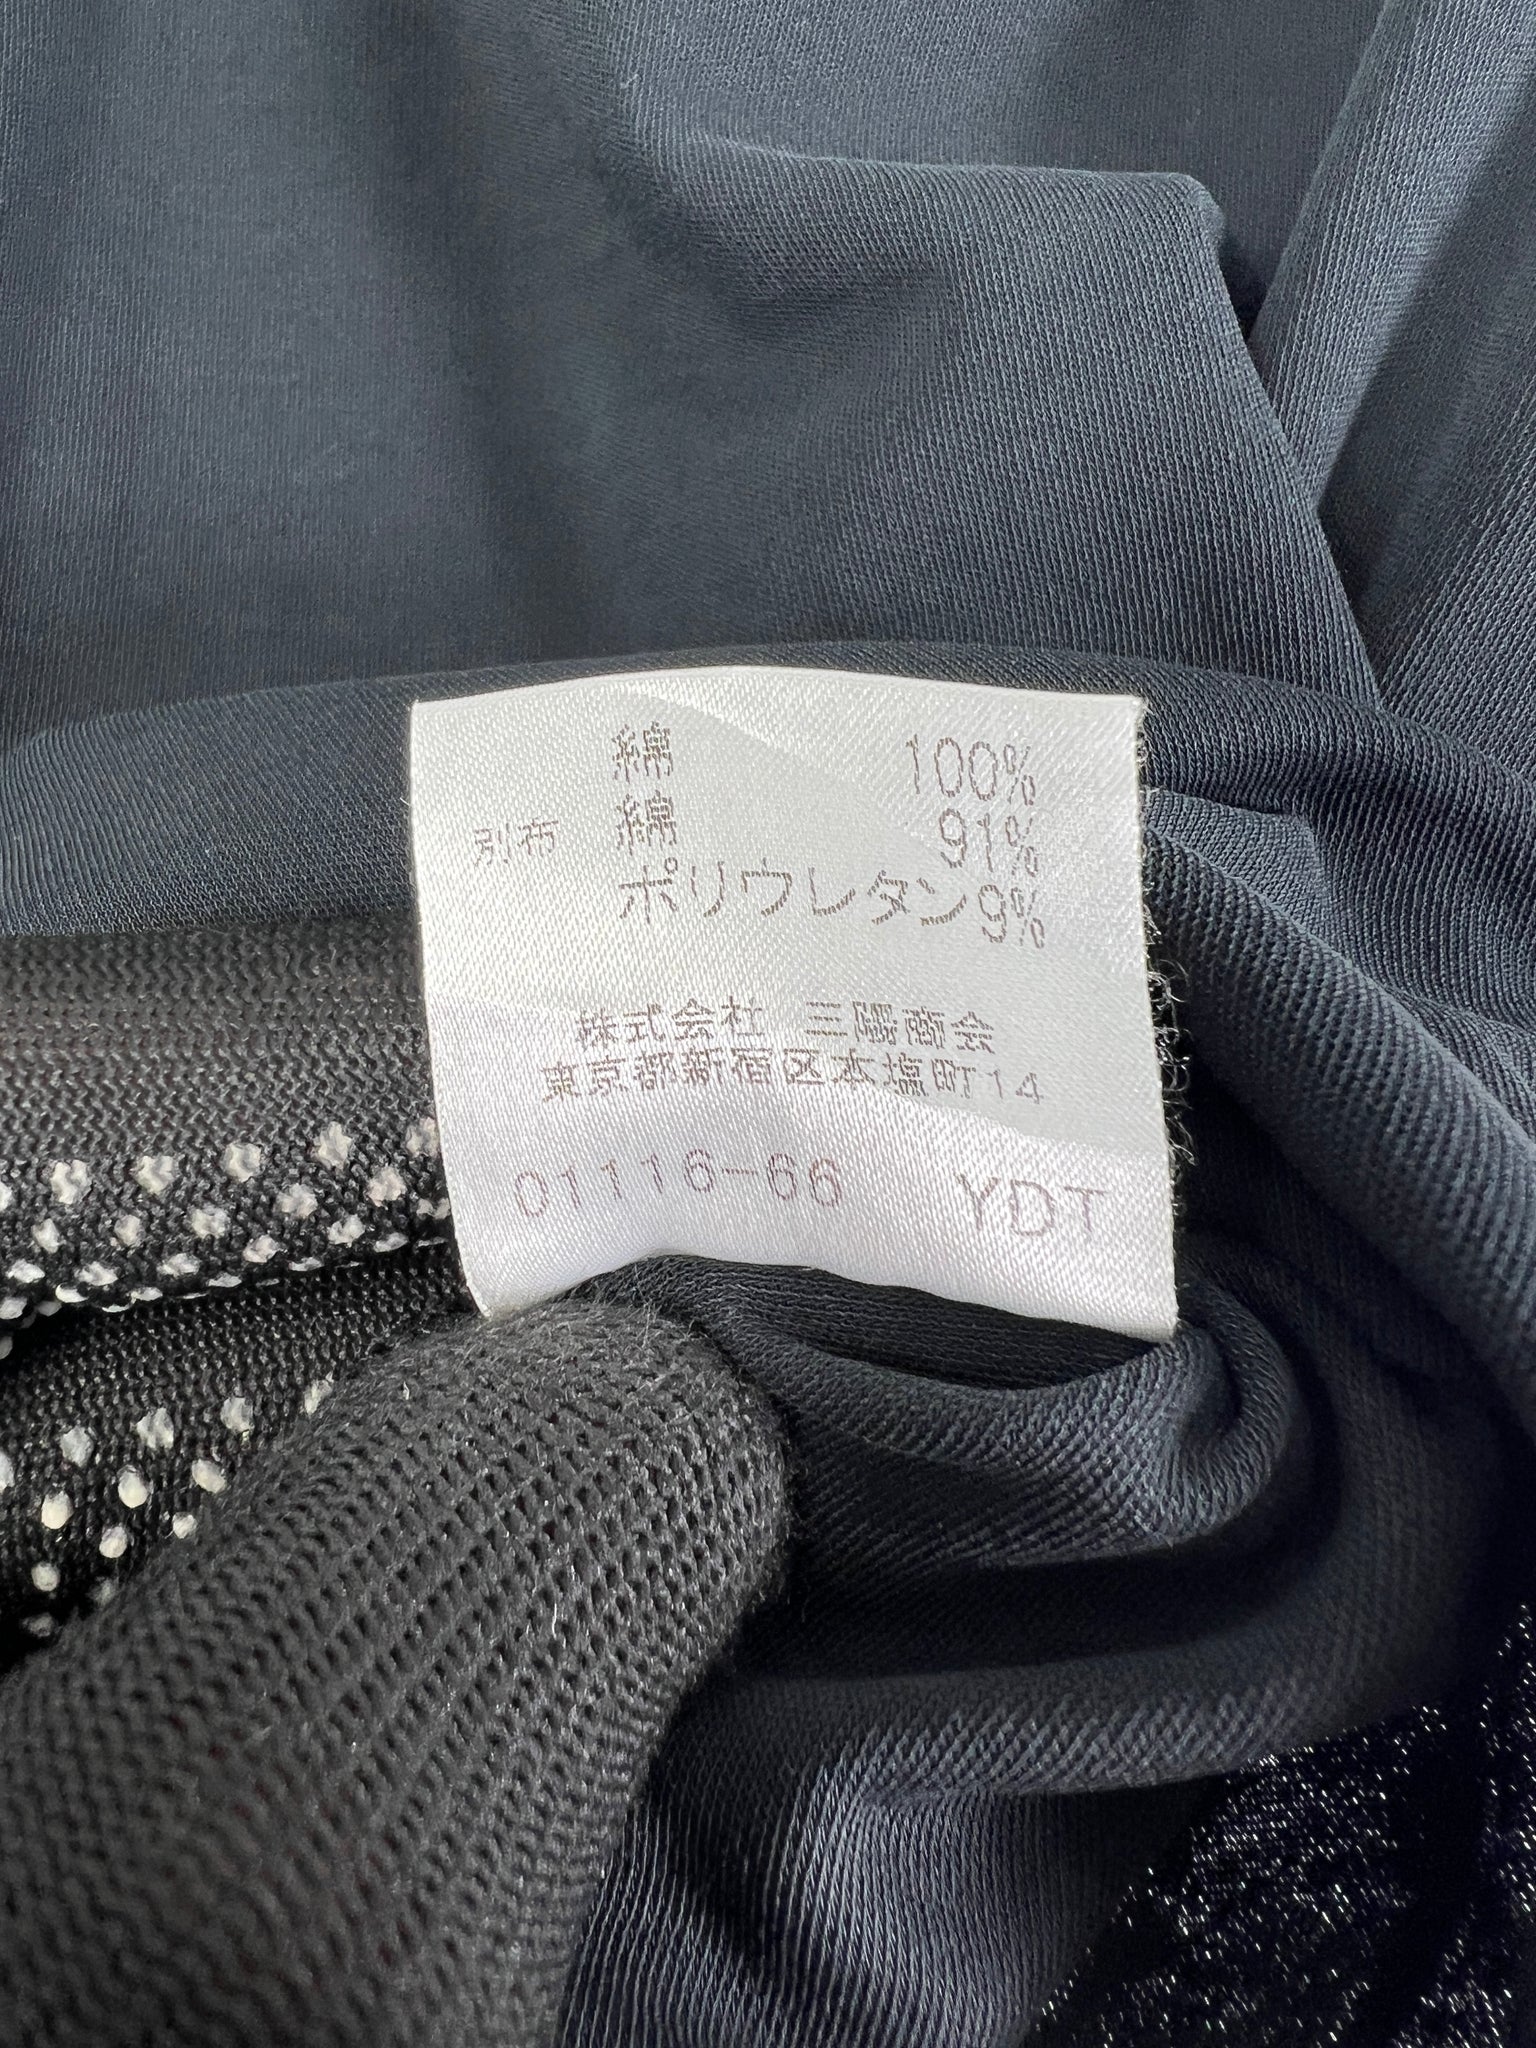 綿 100%
別布 綿 91%
ポリウレタン 9%
株式会社 三陽商会
東京都新宿区本塩町14
01116-66 YDT